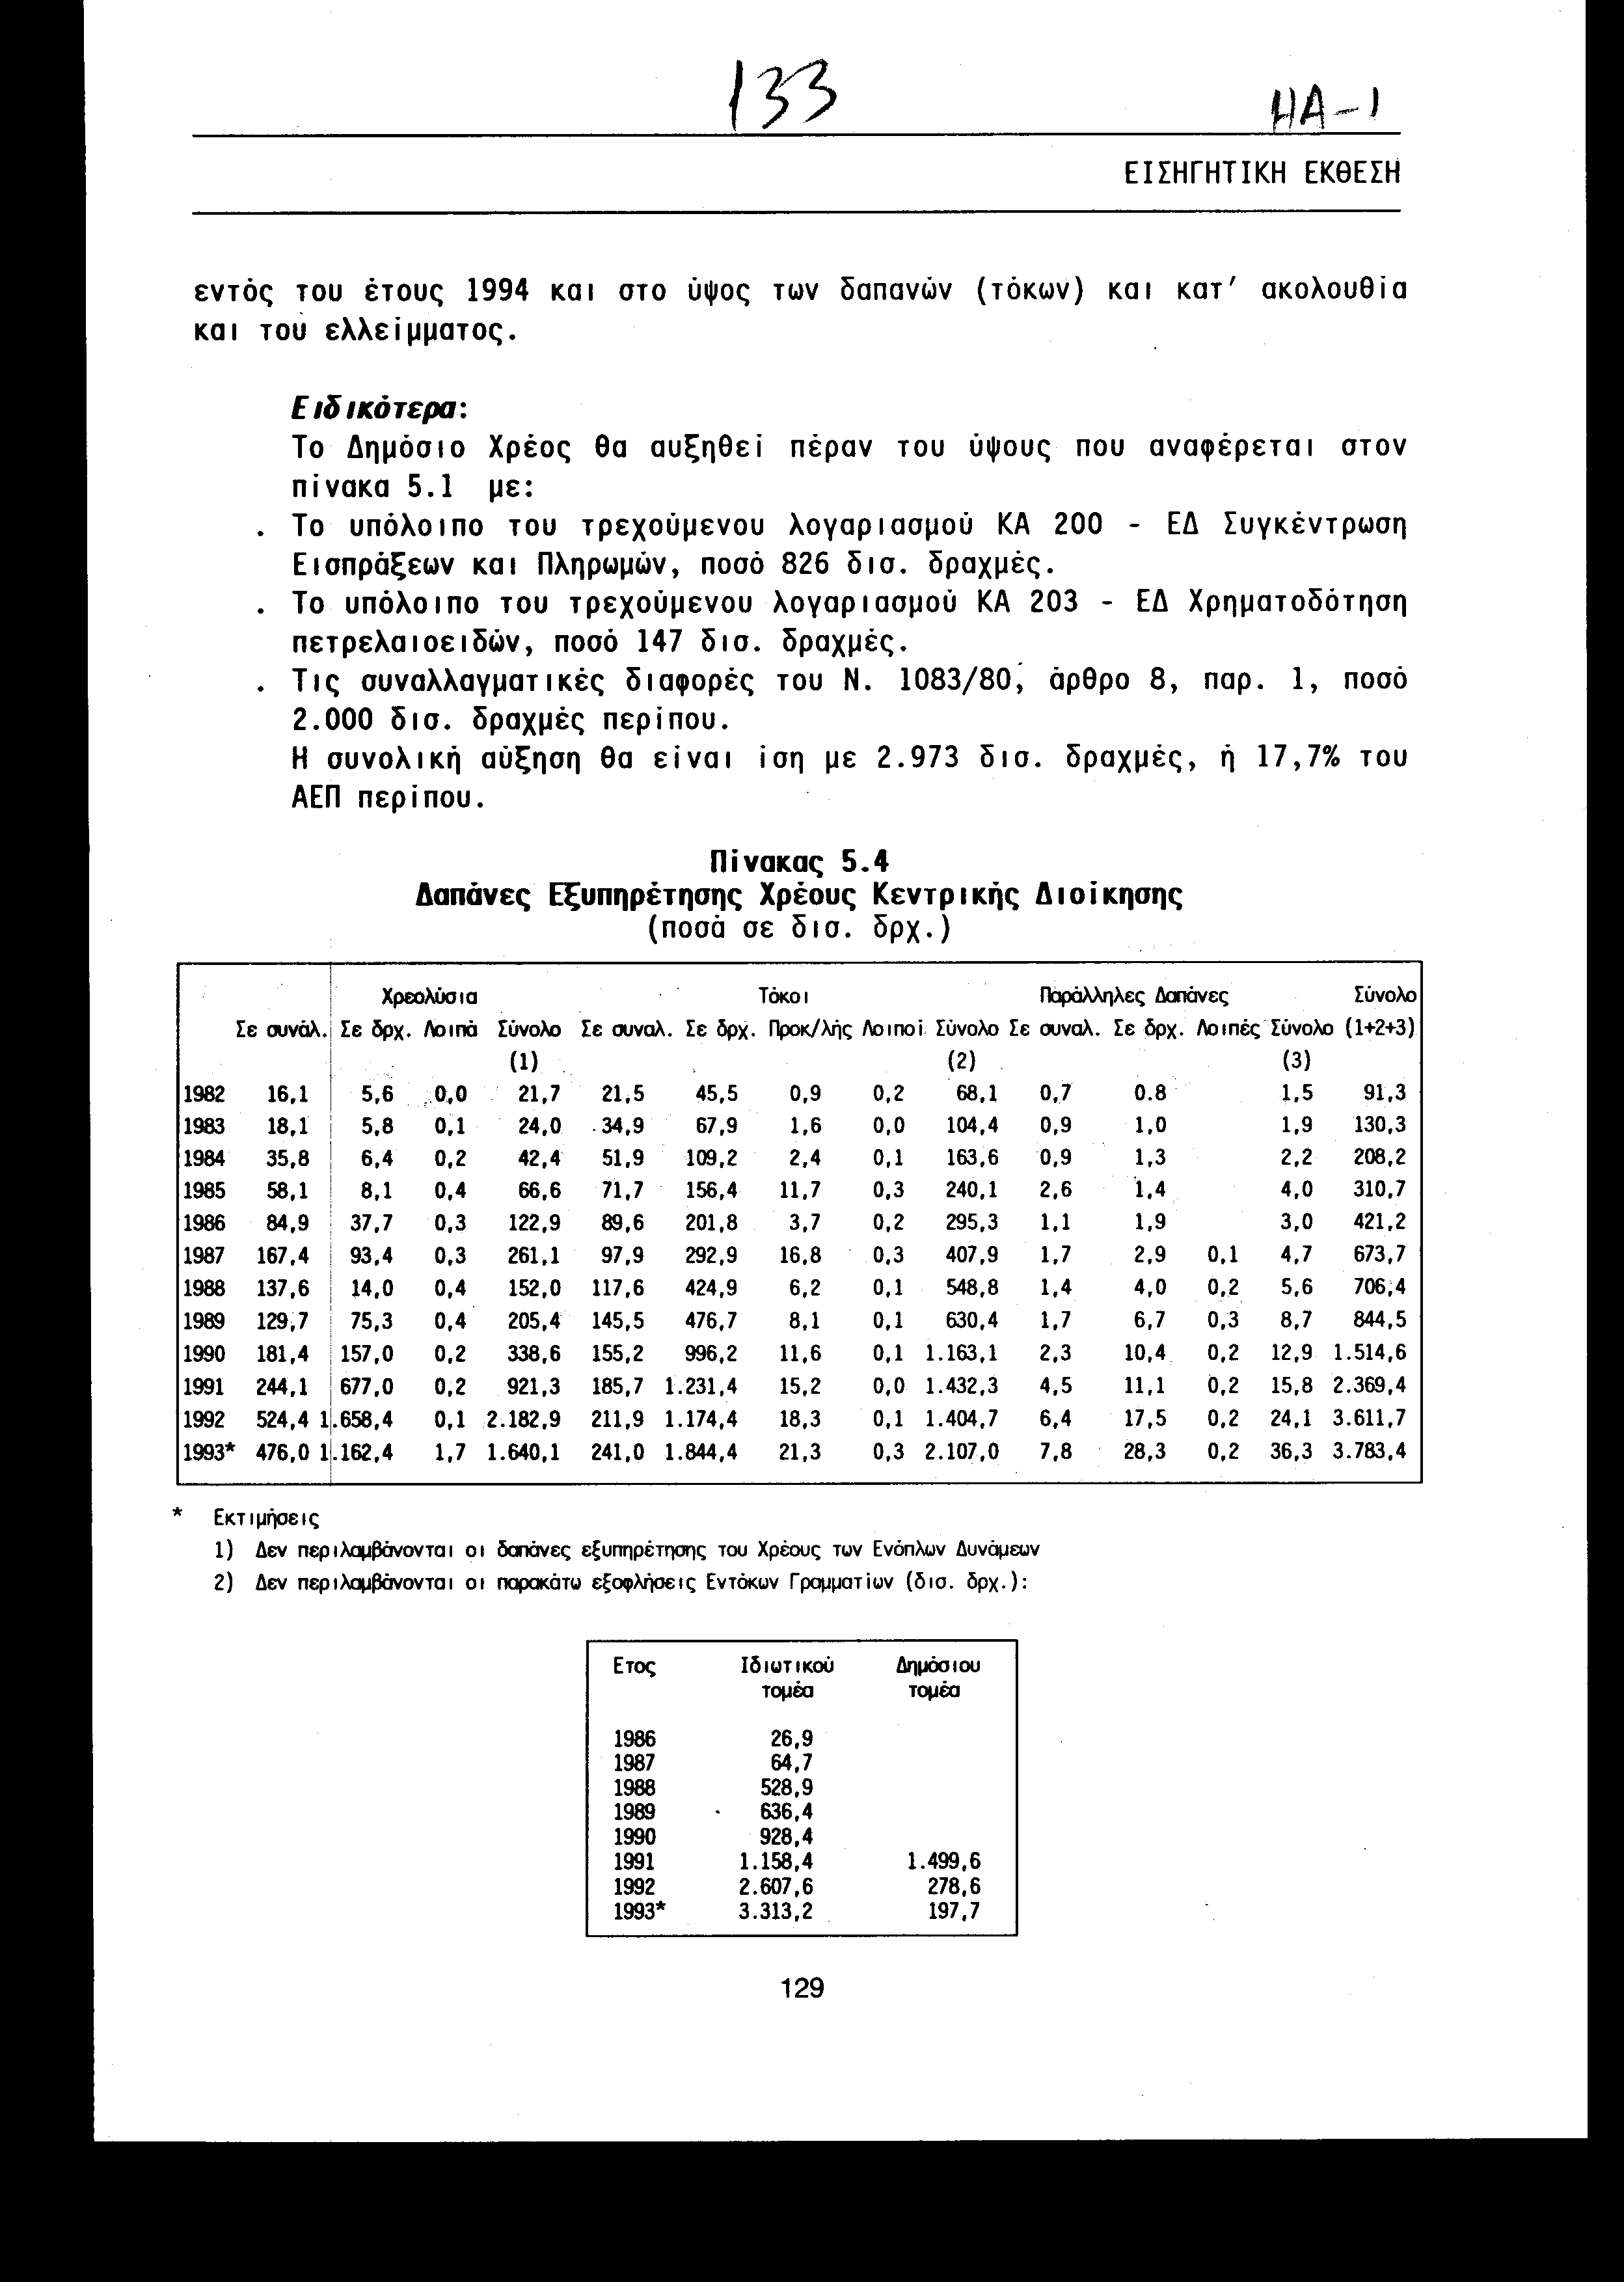 133
HA-1
ΕΙΣΗΓΗΤΙΚΗ ΕΚΘΕΣΗ
εντός του έτους 1994 και στο ύψος των δαπανών (τόκων) και κατ' ακολουθία
και του ελλείμματος.
Ειδικότερα:
Το Δημόσιο Χρέος θα αυξηθεί πέραν του ύψους που αναφέρεται στον
πίνακα 5.1 με:
. Το υπόλοιπο του τρεχούμενου λογαριασμού ΚΑ 200 - ΕΔ Συγκέντρωση
Εισπράξεων και Πληρωμών, ποσό 826 δισ. δραχμές.
. Το υπόλοιπο του τρεχούμενου λογαριασμού ΚΑ 203 - ΕΔ Χρηματοδότηση
πετρελαιοειδών, ποσό 147 δισ. δραχμές.
. Τις συναλλαγματικές διαφορές του Ν. 1083/80, άρθρο 8, παρ. 1, ποσό
2.000 δισ. δραχμές περίπου.
Η συνολική αύξηση θα είναι ίση με 2.973 δισ. δραχμές, ή 17,7% του
ΑΕΠ περίπου.
Πίνακας 5.4
Δαπάνες Εξυπηρέτησης Χρέους Κεντρικής Διοίκησης
(ποσά σε δισ. δρχ.)
Χρεολύσια Τόκοι Παράλληλες Δαπάνες Σύνολο
Σε συνάλ. Σε δρχ. Λοιπά Σύνολο Σε συναλ. Σε δρχ. Προκ/λής Λοιποί Σύνολο Σε συναλ. Σε δρχ. Λοιπές Σύνολο (1+2+3)
(1) (2) (3)
1982 16,1 5,6 0,0 21,7 21,5 45,5 0,9 0,2 68,1 0,7 0.8 1,5 91,3
1983 18,1 5,8 0,1 24,0 34,9 67,9 1,6 0,0 104,4 0,9 1,0 1,9 130,3
1984 35,8 6,4 0,2 42,4 51,9 109,2 2,4 0,1 163,6 0,9 1,3 2,2 208,2
1985 58,1 8,1 0,4 66,6 71,7 156,4 11,7 0,3 240,1 2,6 1,4 4,0 310,7
1986 84,9 37,7 0,3 122,9 89,6 201,8 3,7 0,2 295,3 1,1 1,9 3,0 421,2
1987 167,4 93,4 0,3 261,1 97,9 292,9 16,8 0,3 407,9 1,7 2,9 0,1 4,7 673,7
1988 137,6 14,0 0,4 152,0 117,6 424,9 6,2 0,1 548,8 1,4 4,0 0,2 5,6 706,4
1989 129,7 75,3 0,4 205,4 145,5 476,7 8,1 0,1 630,4 1,7 6,7 0,3 8,7 844,5
1990 181,4 157,0 0,2 338,6 155,2 996,2 11,6 0,1 1.163,1 2,3 10,4 0,2 12,9 1.514,6
1991 244,1 677,0 0,2 921,3 185,7 1.231,4 15,2 0,0 1.432,3 4,5 11,1 0,2 15,8 2.369,4
1992 524,4 1.658,4 0,1 2.182,9 211,9 1.174,4 18,3 0,1 1.404,7 6,4 17,5 0,2 24,1 3.611,7
1993* 476,0 1.162,4 1,7 1.640,1 241,0 1.844,4 21,3 0,3 2.107,0 7,8 28,3 0,2 36,3 3.783,4
* Εκτιμήσεις
1) Δεν περιλαμβάνονται οι δαπάνες εξυπηρέτησης του Χρέους των Ενόπλων Δυνάμεων
2) Δεν περιλαμβάνονται οι παρακάτω εξοφλήσεις Εντόκων Γραμματίων (δισ. δρχ.):
Ετος Ιδιωτικού Δημόσιου
τομέα τομέα
1986 26,9
1987 64,7
1988 528,9
1989 636,4
1990 928,4
1991 1.158,4 1.499,6
1992 2.607,6 278,6
1993* 3.313,2 197,7
129